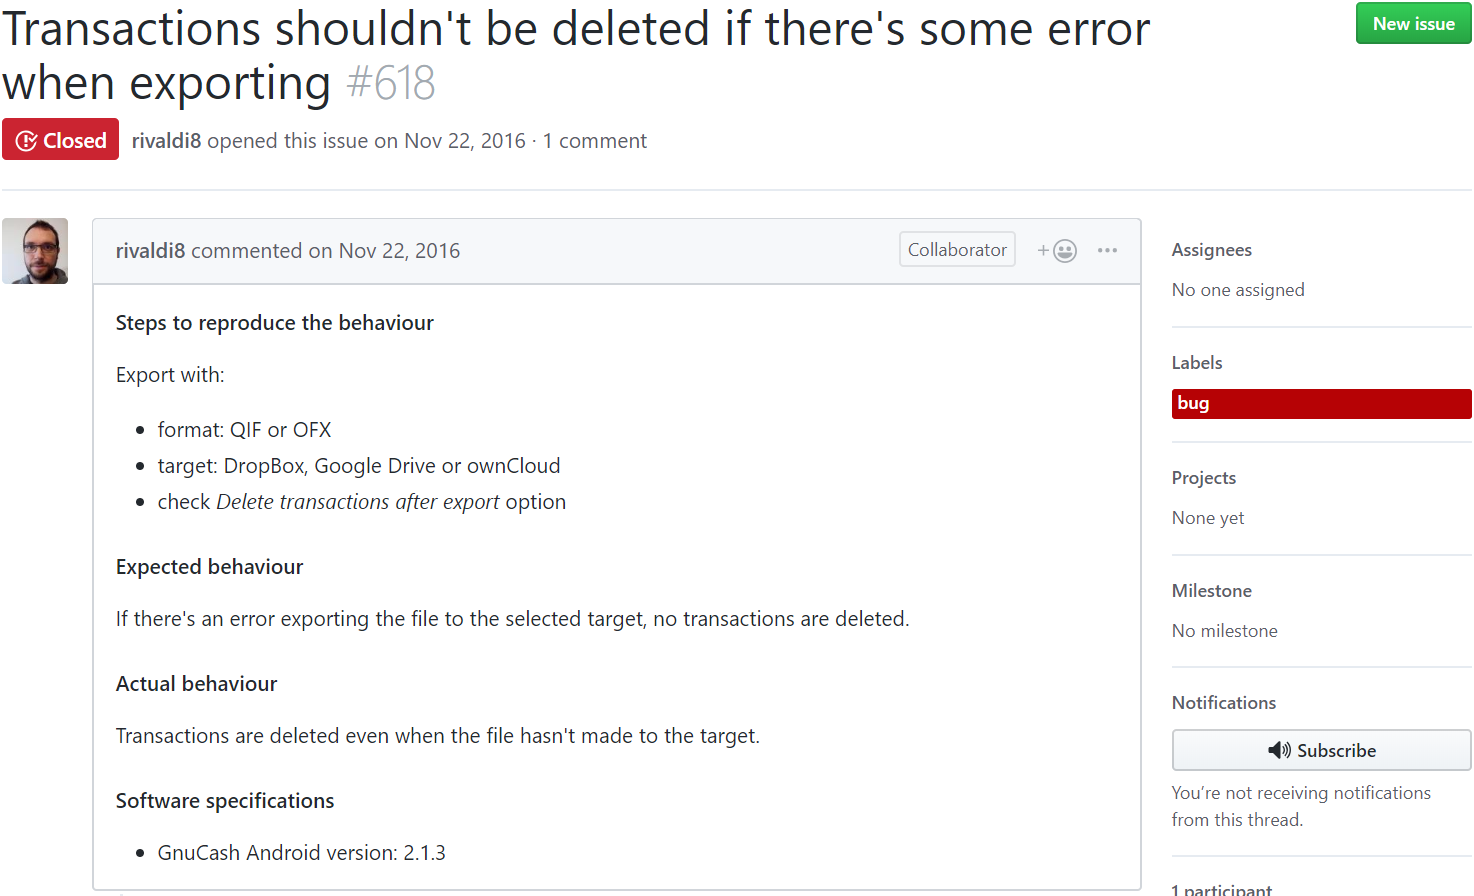 Transactions shouldn't be deleted if there's some error
when exporting #618
New issue
Closed
rivaldi8 opened this issue on Nov 22, 2016 · 1 comment
rivaldi8 commented on Nov 22, 2016
Collaborator
Steps to reproduce the behaviour
Export with:
• format: QIF or OFX
• target: DropBox, Google Drive or ownCloud
• check Delete transactions after export option
Expected behaviour
If there's an error exporting the file to the selected target, no transactions are deleted.
Actual behaviour
Transactions are deleted even when the file hasn't made to the target.
Software specifications
• GnuCash Android version: 2.1.3
Assignees
No one assigned
Labels
bug
Projects
None yet
Milestone
No milestone
Notifications
Subscribe
You’re not receiving notifications
from this thread.
1 participant